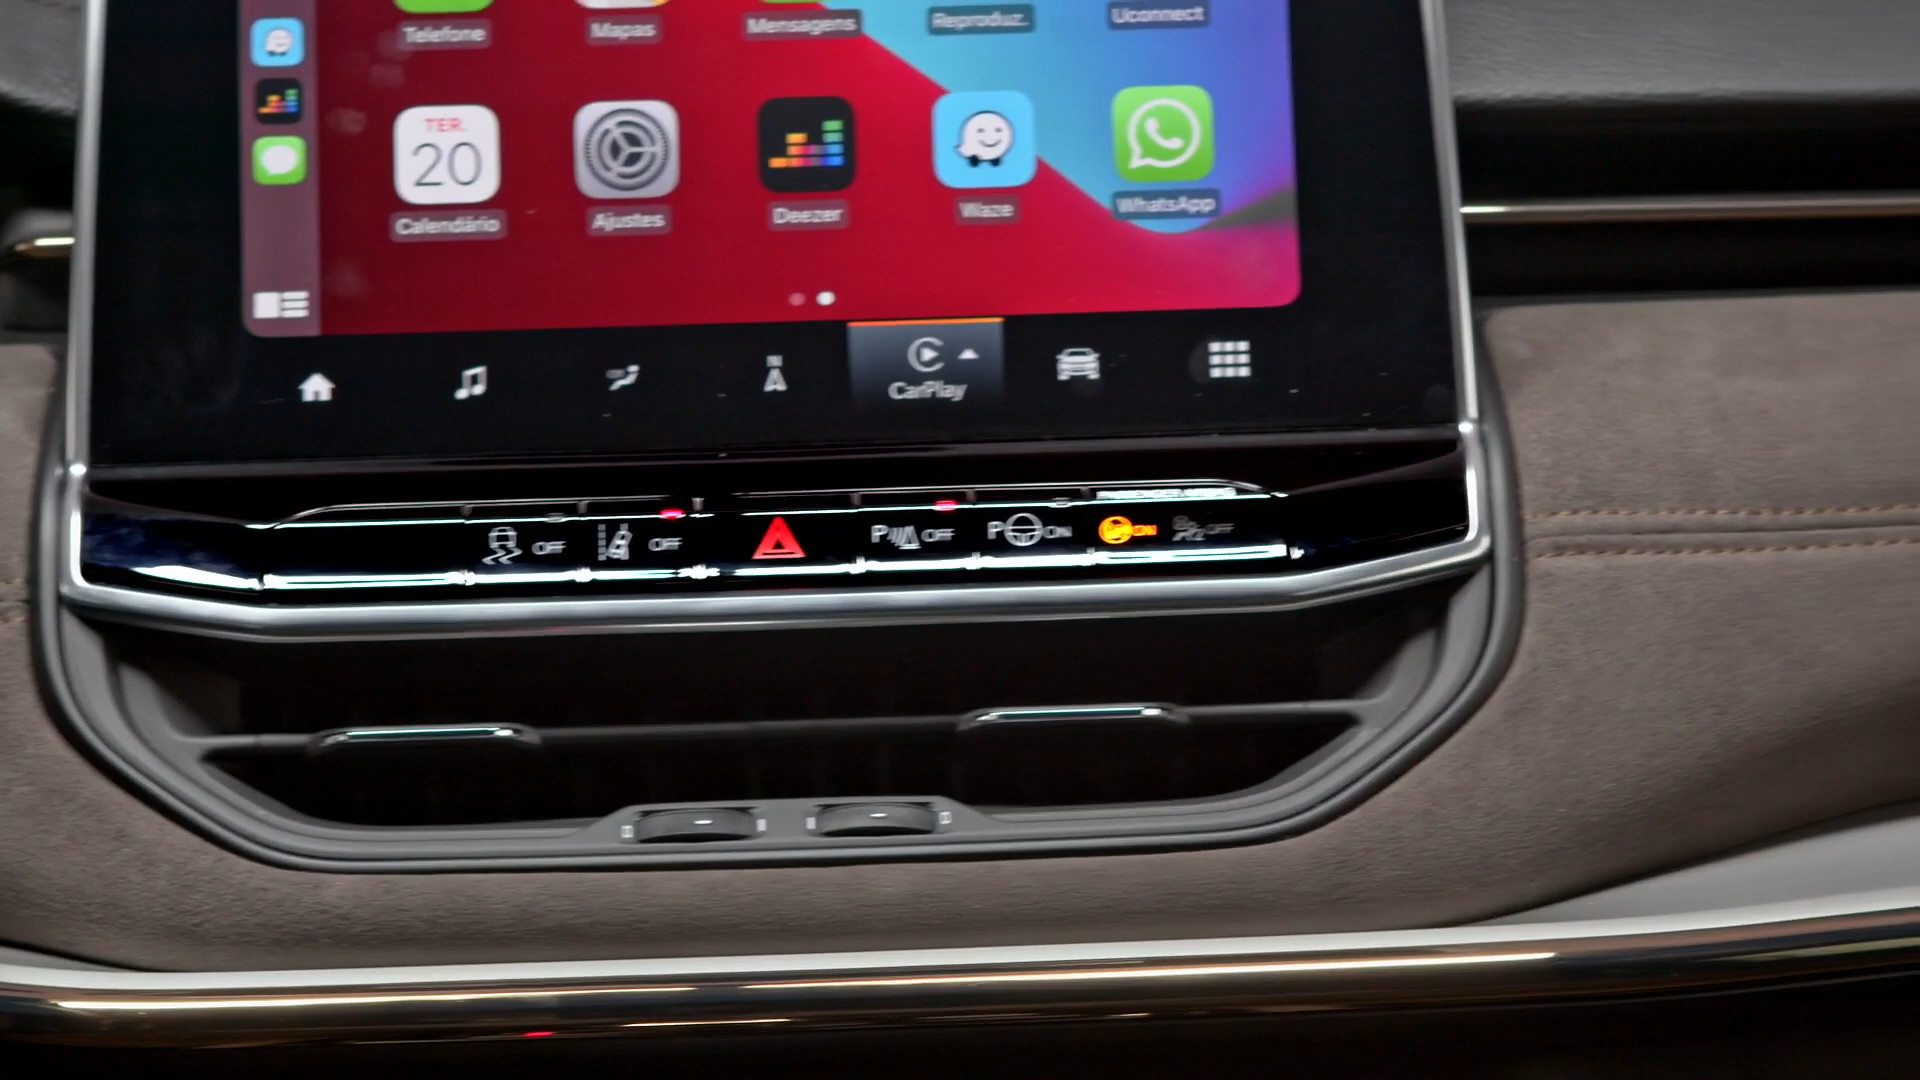 Telefone
Mapas
Mensagens
Reproduz.
Uconnect
TER.
20
Calendário
Ajustes
Deezer
Waze
WhatsApp
N
A
CarPlay
OFF
OFF
P OFF
P ON
ON
OFF